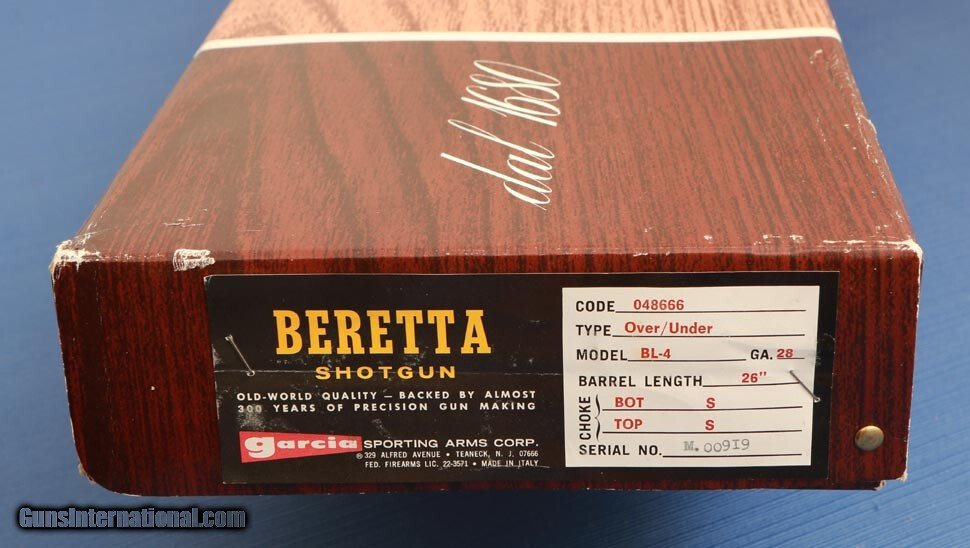 dal 1680
BERETTA
SHOTGUN
OLD-WORLD QUALITY — BACKED BY ALMOST
300 YEARS OF PRECISION GUN MAKING
garcia SPORTING ARMS CORP.
® 329 ALFRED AVENUE • TEANECK, N. J. 07666
FED. FIREARMS LIC. 22-3571 • MADE IN ITALY
CODE 048666
TYPE Over/Under
MODEL BL-4 GA. 28
BARREL LENGTH 26"
CHOKE
BOT S
TOP S
SERIAL NO. M.00919
GunsInternational.com